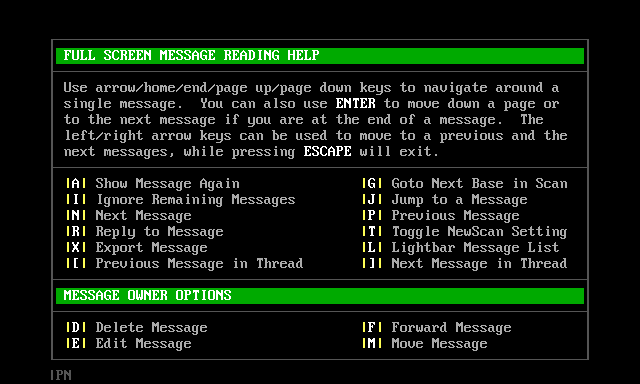 FULL SCREEN MESSAGE READING HELP
Use arrow/home/end/page up/page down keys to navigate around a
single message.  You can also use ENTER to move down a page or
to the next message if you are at the end of a message.  The
left/right arrow keys can be used to move to a previous and the
next messages, while pressing ESCAPE will exit.
|A| Show Message Again |G| Goto Next Base in Scan
|I| Ignore Remaining Messages |J| Jump to a Message
|N| Next Message |P| Previous Message
|R| Reply to Message |T| Toggle NewScan Setting
|X| Export Message |L| Lightbar Message List
|[| Previous Message in Thread |]| Next Message in Thread
MESSAGE OWNER OPTIONS
|D| Delete Message |F| Forward Message
|E| Edit Message |M| Move Message
|PN